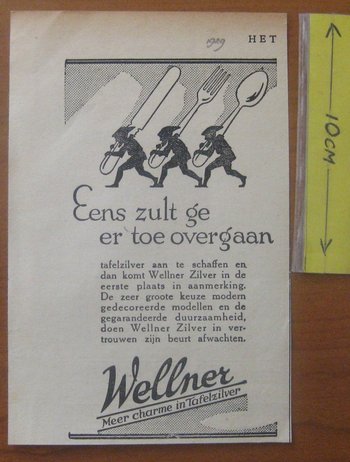 1929 HET
Eens zult ge
er toe overgaan
tafelzilver aan te schaffen en
dan komt Wellner Zilver in de
eerste plaats in aanmerking.
De zeer groote keuze modern
gedecoreerde modellen en de
gegarandeerde duurzaamheid,
doen Wellner Zilver in ver-
trouwen zijn beurt afwachten.
Wellner
Meer charme in Tafelzilver
10CM